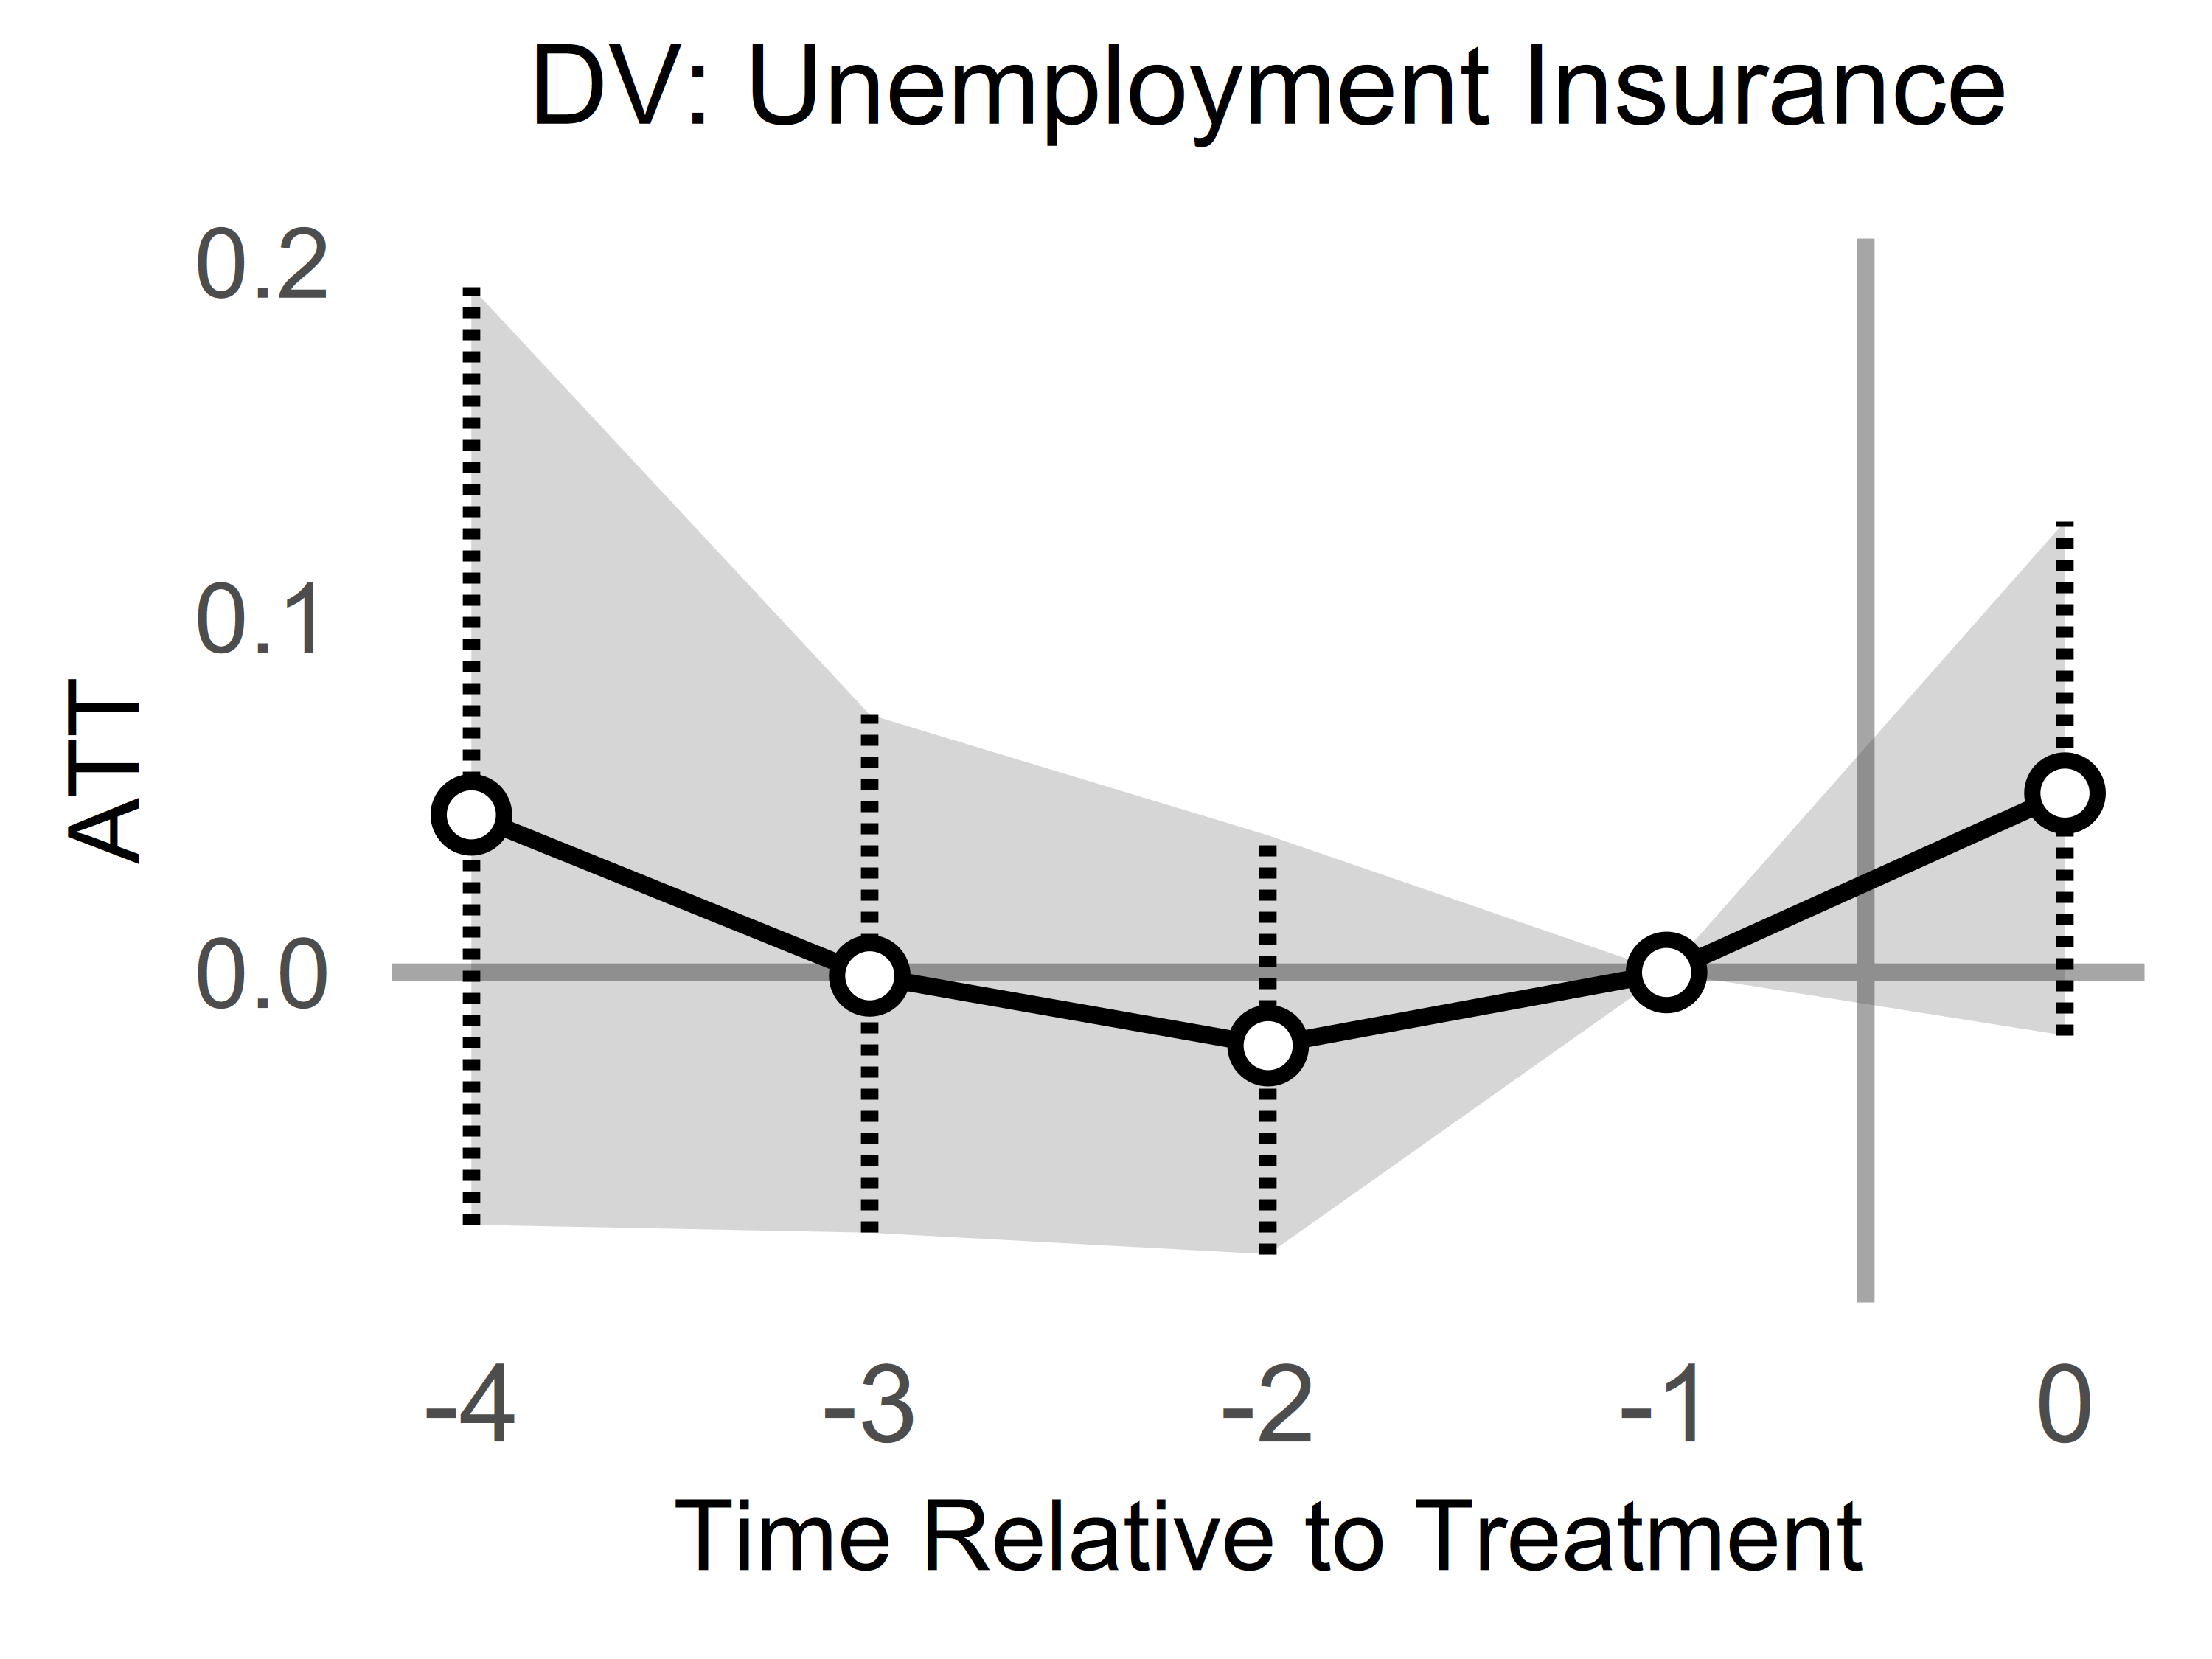 DV: Unemployment Insurance
0.2
0.1
0.0
ATT
-4 -3 -2 -1 0
Time Relative to Treatment